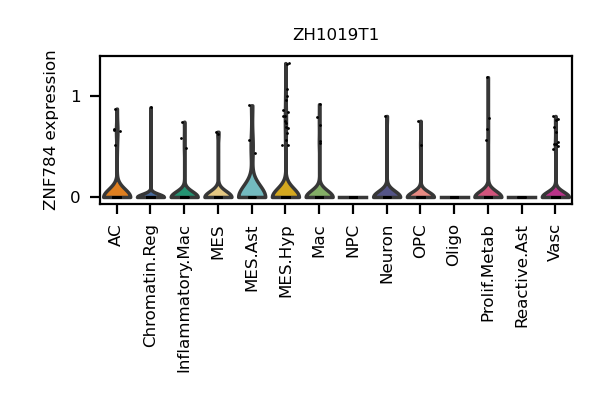 ZH1019T1
ZNF784 expression
1
0
AC
Chromatin.Reg
Inflammatory.Mac
MES
MES.Ast
MES.Hyp
Mac
NPC
Neuron
OPC
Oligo
Prolif.Metab
Reactive.Ast
Vasc